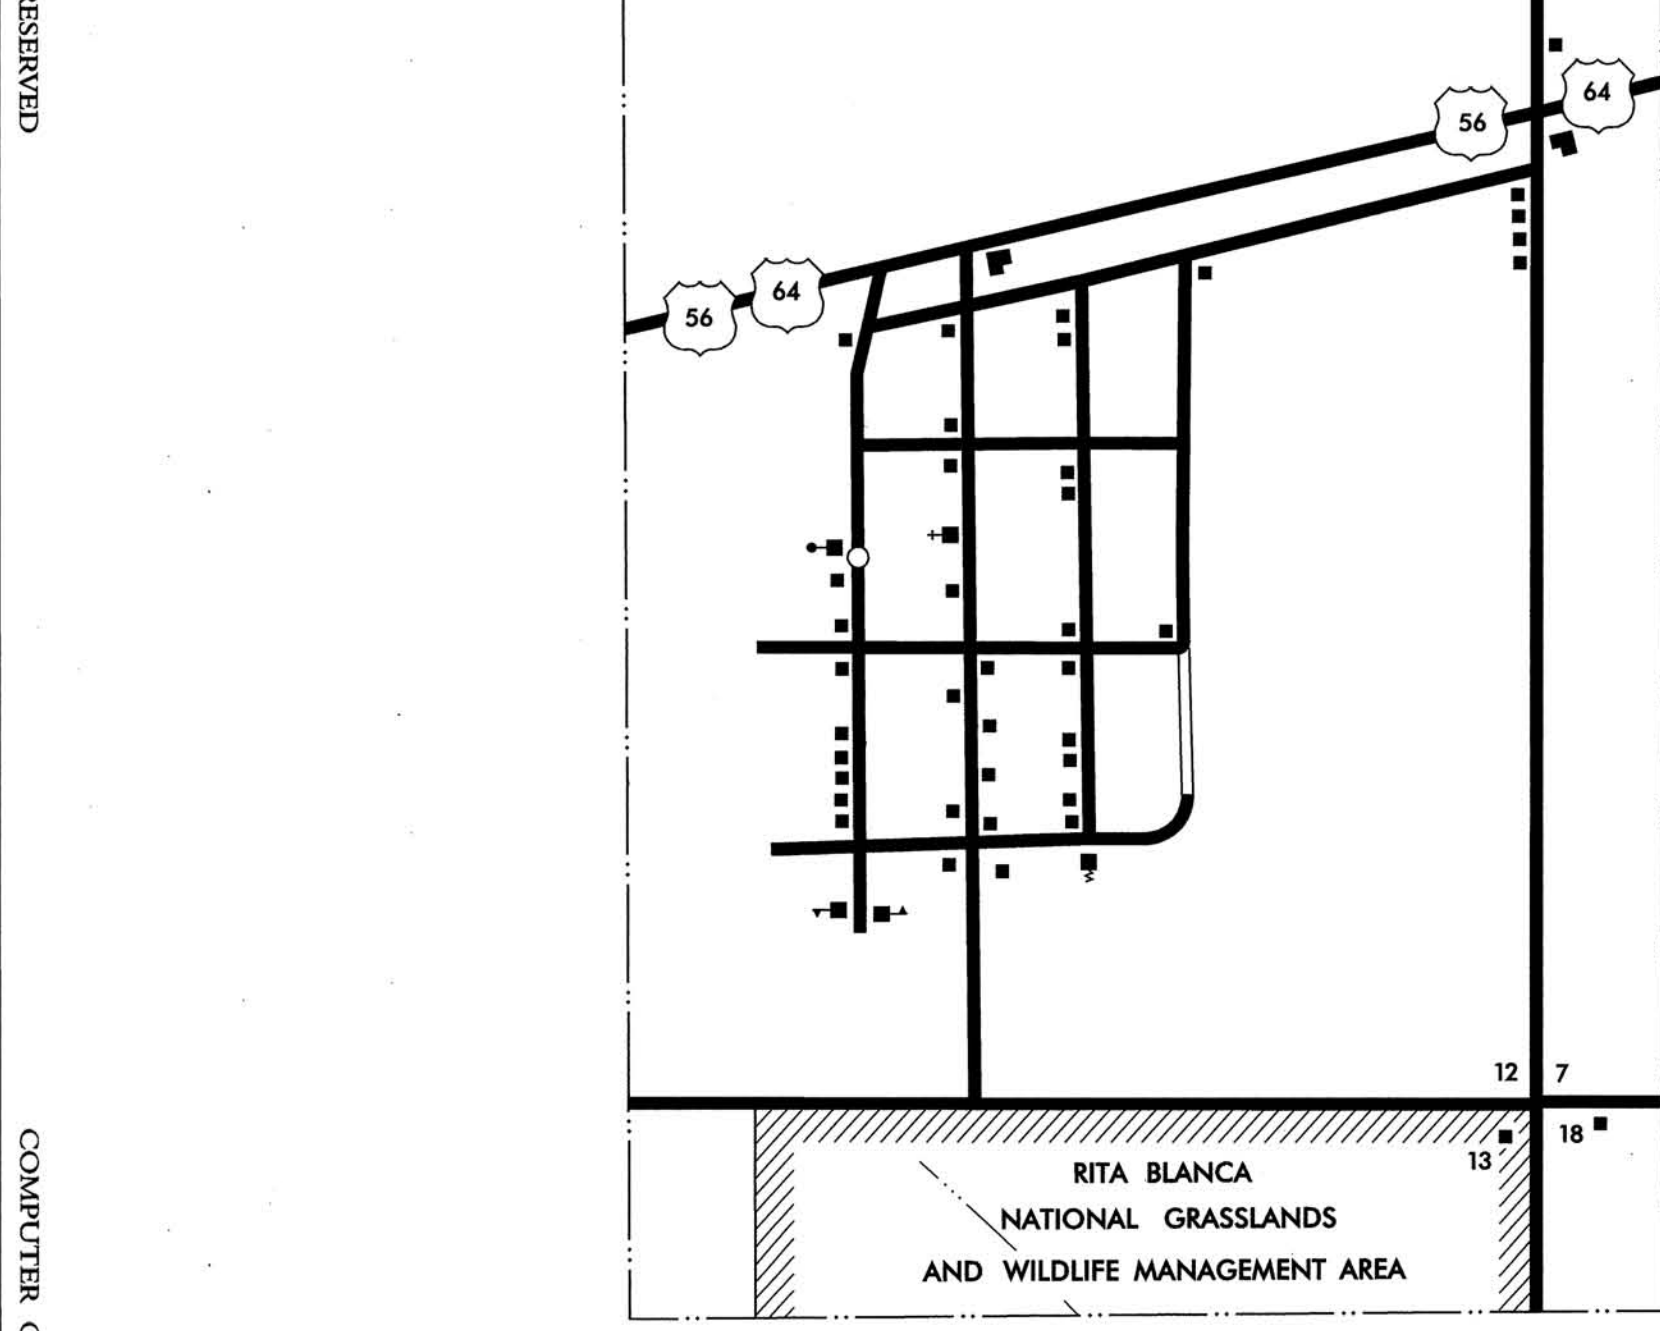 RESERVED
COMPUTER
64
56
64
56
12
7
18
13
RITA BLANCA
NATIONAL GRASSLANDS
AND WILDLIFE MANAGEMENT AREA